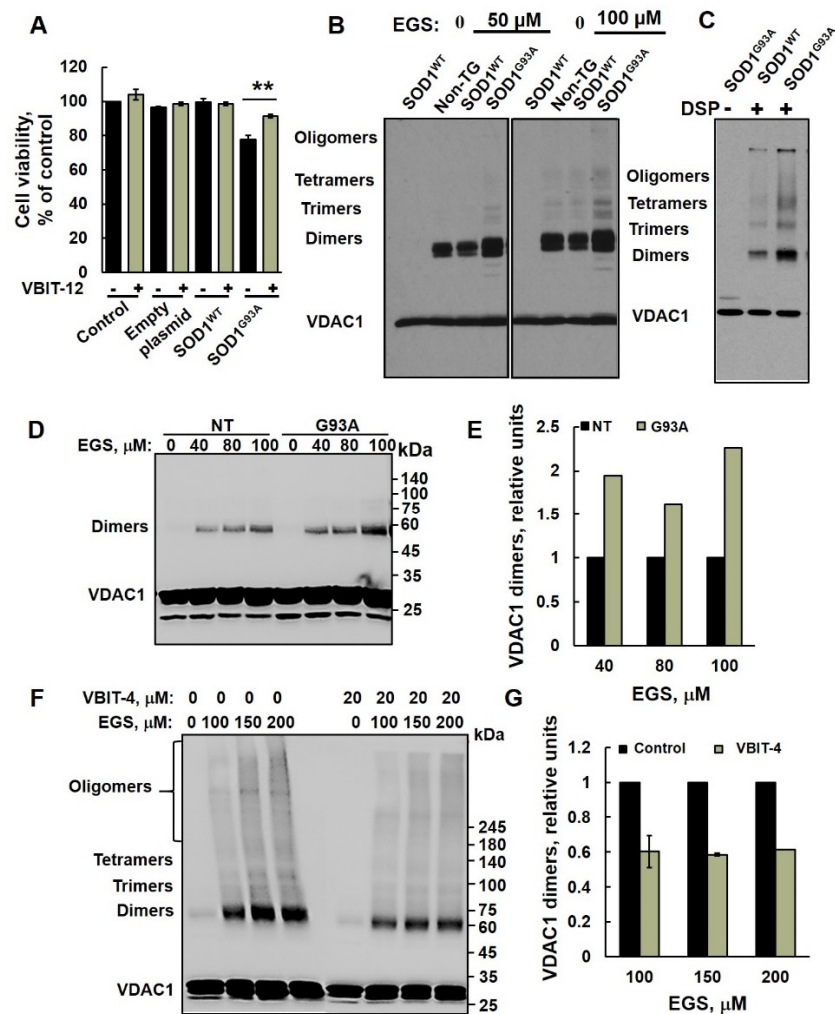 A
Cell viability,
% of control
120
100
80
60
40
20
0
**
VBIT-12
- + - + - + - +
Control
Empty plasmid
SOD1WT
SOD1G93A
B
EGS: 0 50 µM 0 100 µM
SOD1WT
Non-TG
SOD1WT
SOD1G93A
SOD1WT
Non-TG
SOD1WT
SOD1G93A
Oligomers
Tetramers
Trimers
Dimers
VDAC1
C
SOD1G93A
SOD1WT
SOD1G93A
DSP - + +
Oligomers
Tetramers
Trimers
Dimers
VDAC1
D
NT G93A
EGS, µM: 0 40 80 100 0 40 80 100 kDa
140
100
75
Dimers 60
45
35
VDAC1
25
E
NT G93A
VDAC1 dimers, relative units
2.5
2
1.5
1
0.5
0
40 80 100
EGS, µM
F
VBIT-4, µM: 0 0 0 0 20 20 20 20
EGS, µM: 0 100 150 200 0 100 150 200
kDa
Oligomers
245
180
Tetramers 140
Trimers 100
Dimers 75
60
45
35
VDAC1
25
G
Control VBIT-4
VDAC1 dimers, relative units
1.2
1
0.8
0.6
0.4
0.2
0
100 150 200
EGS, µM